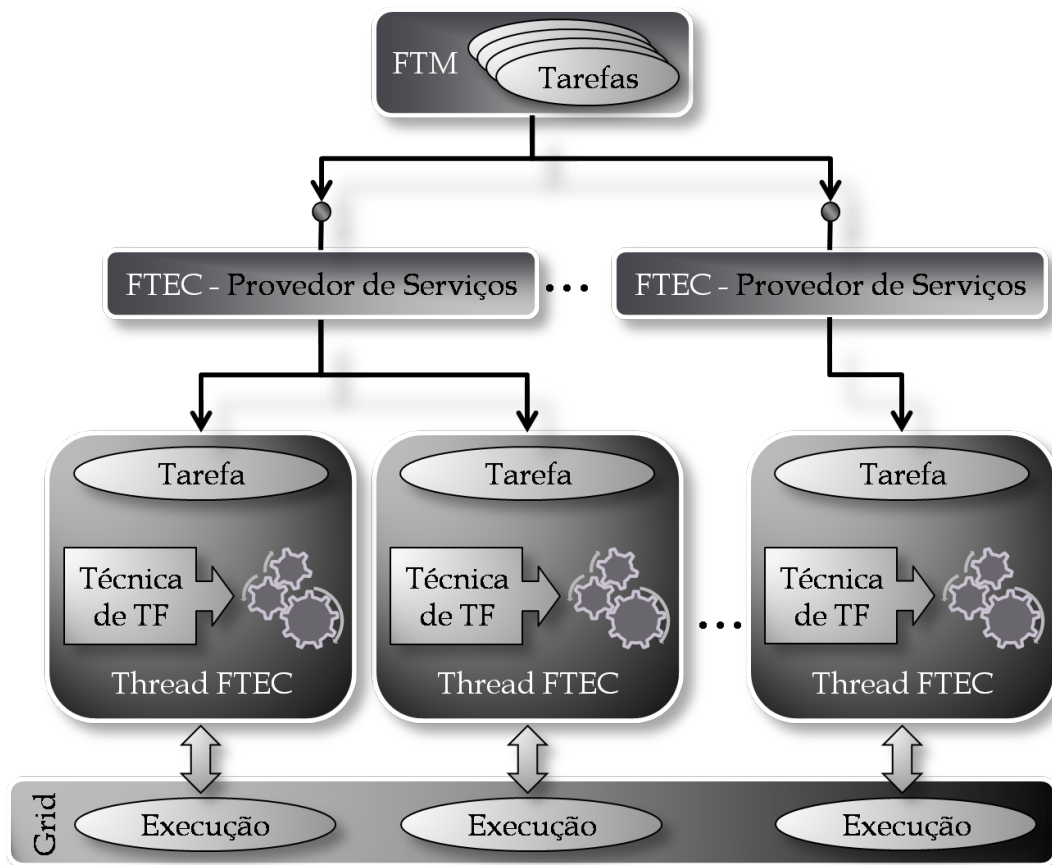 FTM
Tarefas
FTEC - Provedor de Serviços
...
FTEC - Provedor de Serviços
Tarefa
Tarefa
Tarefa
Técnica
de TF
Técnica
de TF
...
Técnica
de TF
Thread FTEC
Thread FTEC
Thread FTEC
Grid
Execução
Execução
Execução